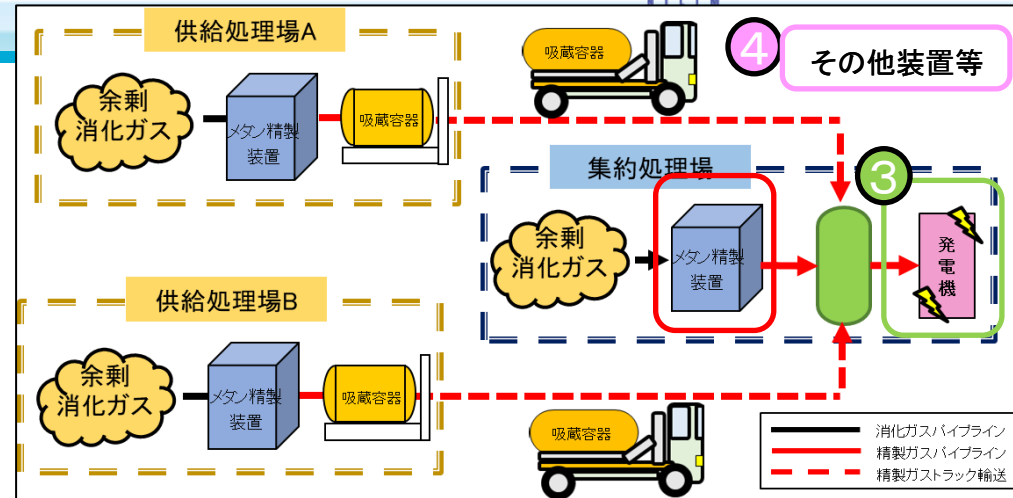 供給処理場A
余剰
消化ガス
メタン精製
装置
吸蔵容器
吸蔵容器
④
その他装置等
集約処理場
③
余剰
消化ガス
メタン精製
装置
発
電
機
供給処理場B
余剰
消化ガス
メタン精製
装置
吸蔵容器
吸蔵容器
消化ガスパイプライン
精製ガスパイプライン
精製ガストラック輸送